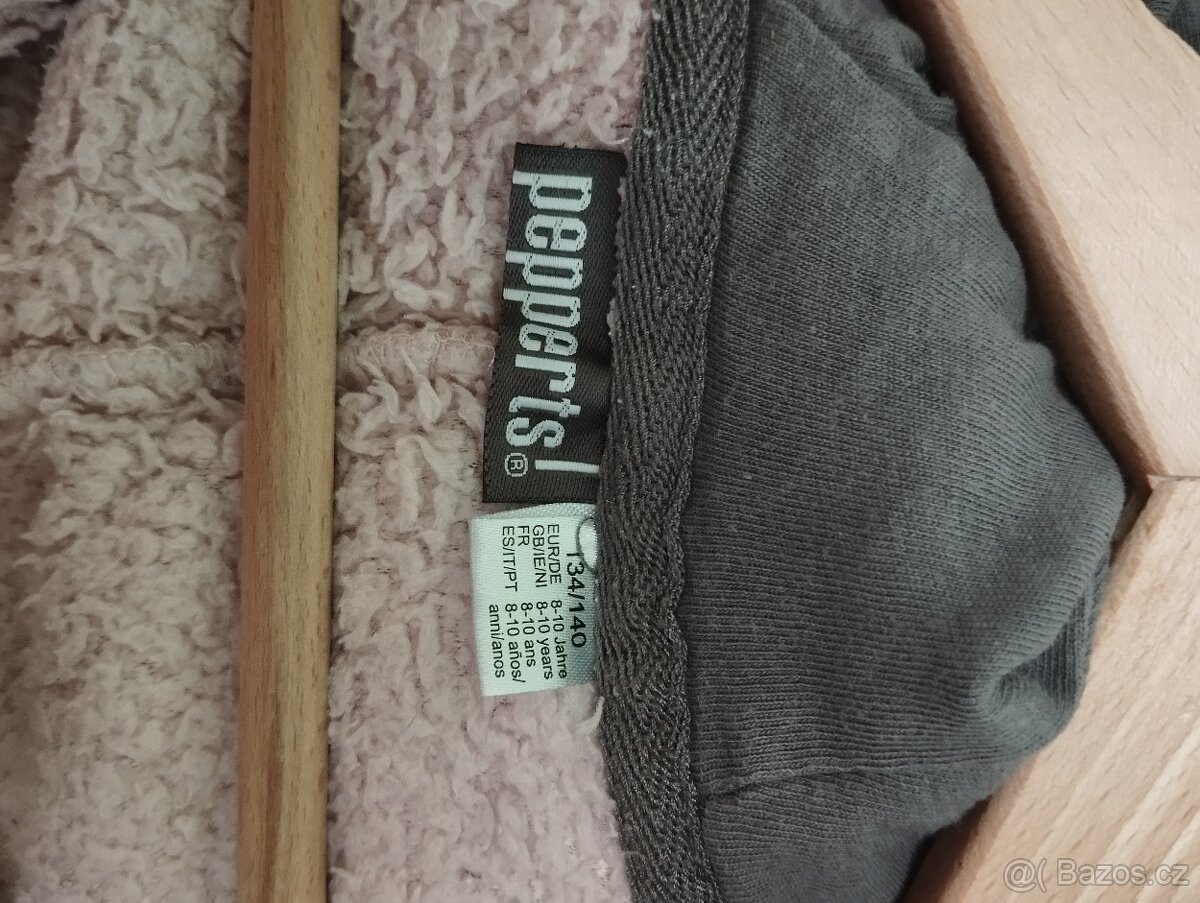 pepperts!®
134/140
EUR/DE 8-10 Jahre
GB/IE/NI 8-10 years
FR 8-10 ans
ES/IT/PT 8-10 años/
anni/anos
@( Bazos.cz